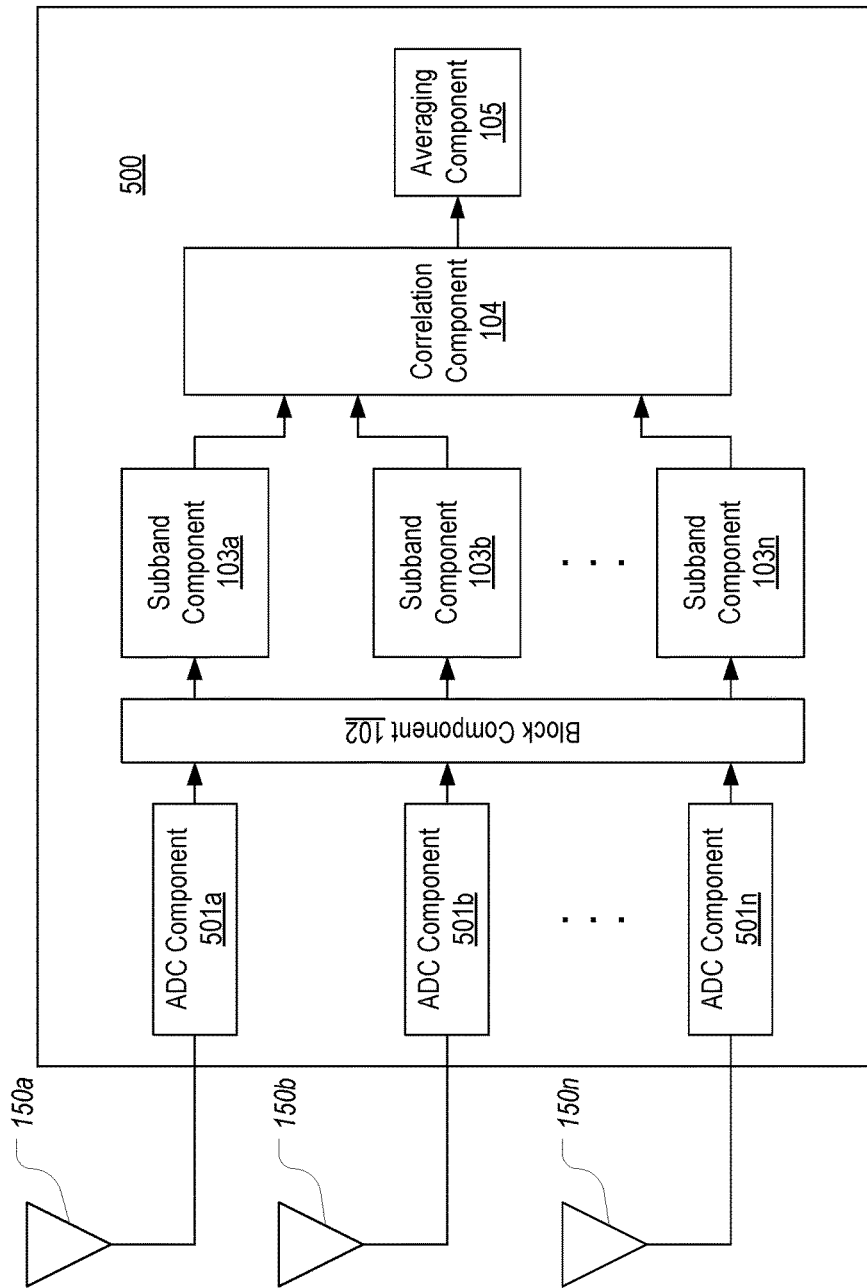 500
150a
ADC Component
501a
Subband
Component
103a
150b
ADC Component
501b
Block Component 102
Subband
Component
103b
Correlation
Component
104
Averaging
Component
105
. . .
. . .
150n
ADC Component
501n
Subband
Component
103n